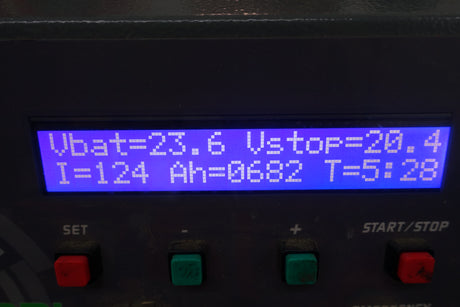 Vbat=23.6 Vstop=20.4
I=124 Ah=0682 T=5:28
SET - + START/STOP